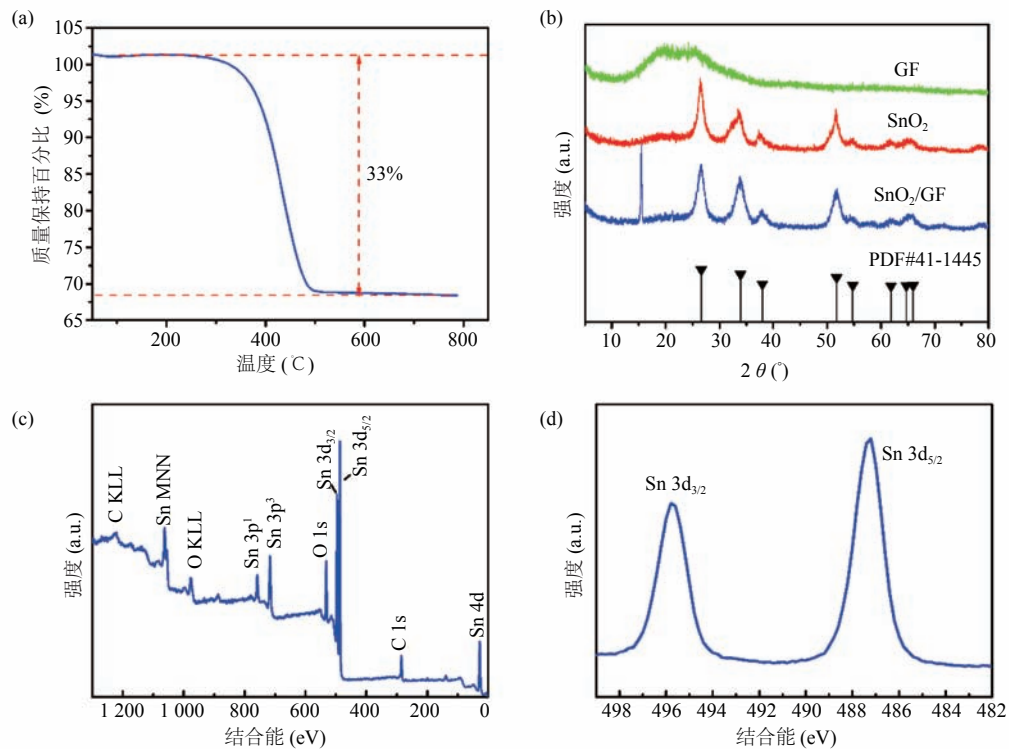 (a)
105
100
95
90
85
80
75
70
65
质量保持百分比 (%)
33%
200
400
600
800
温度 (℃)
(b)
GF
SnO₂
SnO₂/GF
PDF#41-1445
强度 (a.u.)
10
20
30
40
50
60
70
80
2 θ (°)
(c)
C KLL
Sn MNN
O KLL
Sn 3p¹
Sn 3p³
O 1s
Sn 3d₃/₂
Sn 3d₅/₂
C 1s
Sn 4d
强度 (a.u.)
1 200
1 000
800
600
400
200
0
结合能 (eV)
(d)
Sn 3d₃/₂
Sn 3d₅/₂
强度 (a.u.)
498
496
494
492
490
488
486
484
482
结合能 (eV)